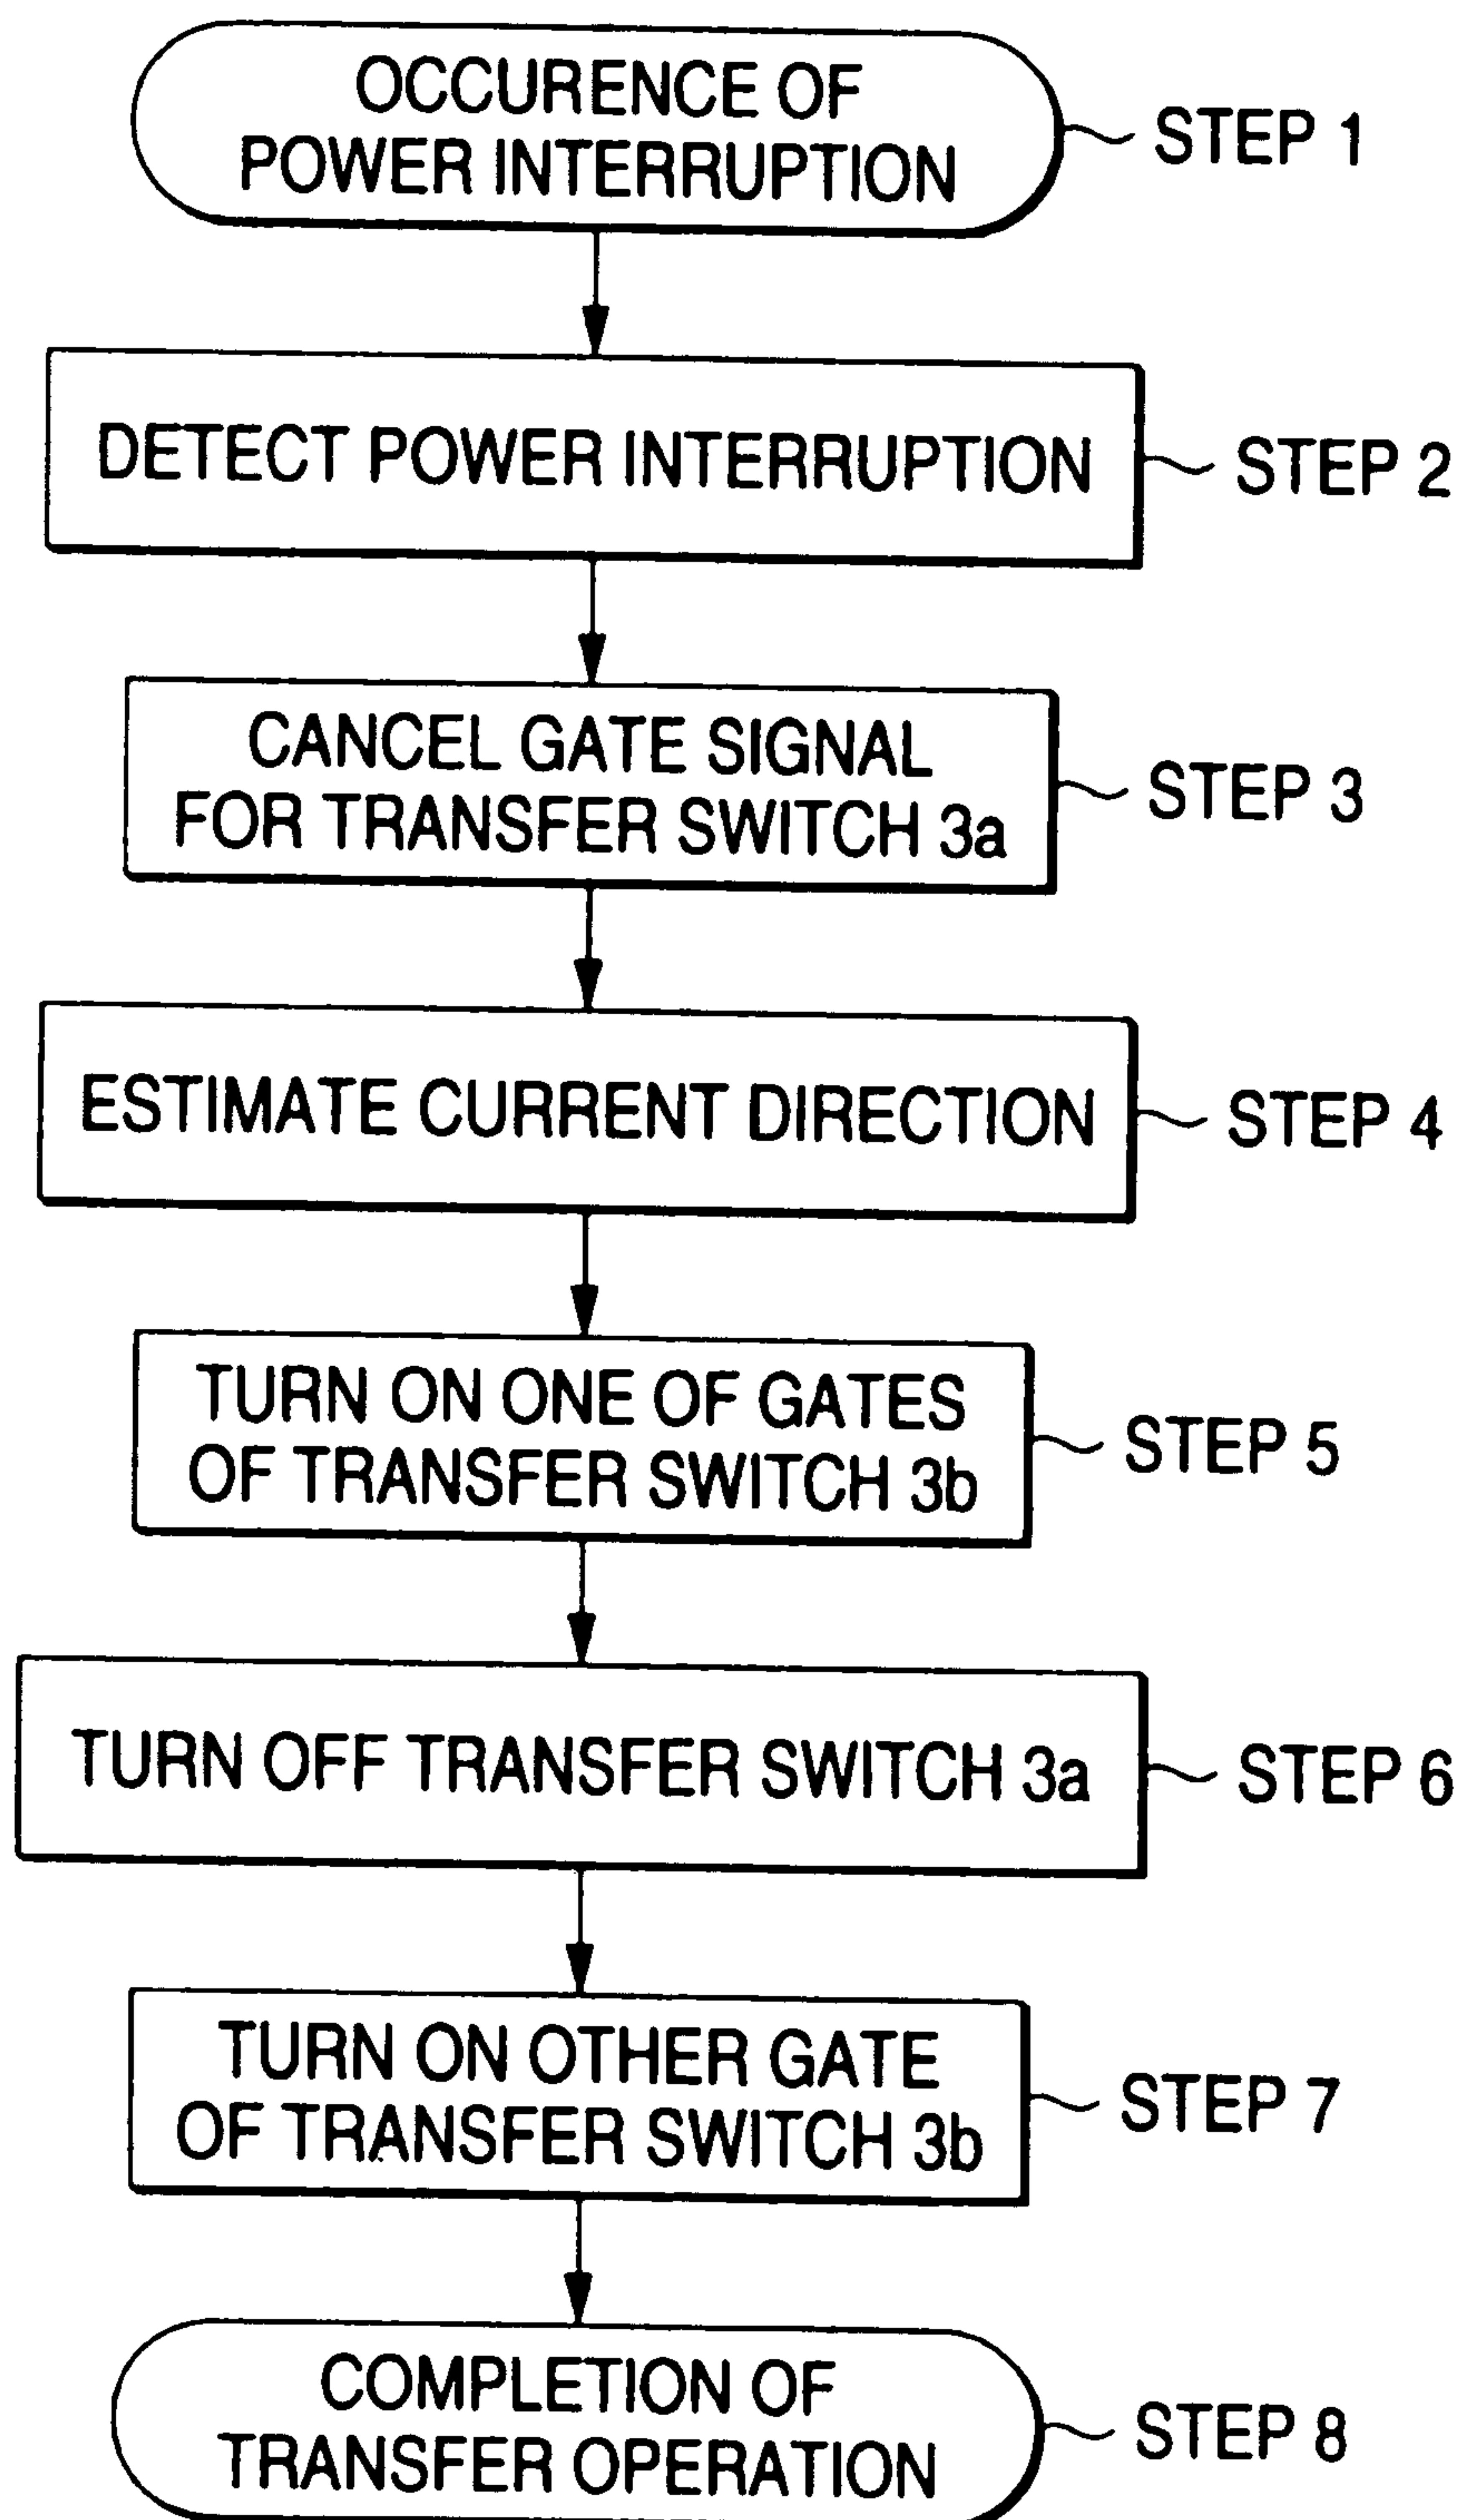 OCCURENCE OF
POWER INTERRUPTION
STEP 1
DETECT POWER INTERRUPTION
STEP 2
CANCEL GATE SIGNAL
FOR TRANSFER SWITCH 3a
STEP 3
ESTIMATE CURRENT DIRECTION
STEP 4
TURN ON ONE OF GATES
OF TRANSFER SWITCH 3b
STEP 5
TURN OFF TRANSFER SWITCH 3a
STEP 6
TURN ON OTHER GATE
OF TRANSFER SWITCH 3b
STEP 7
COMPLETION OF
TRANSFER OPERATION
STEP 8